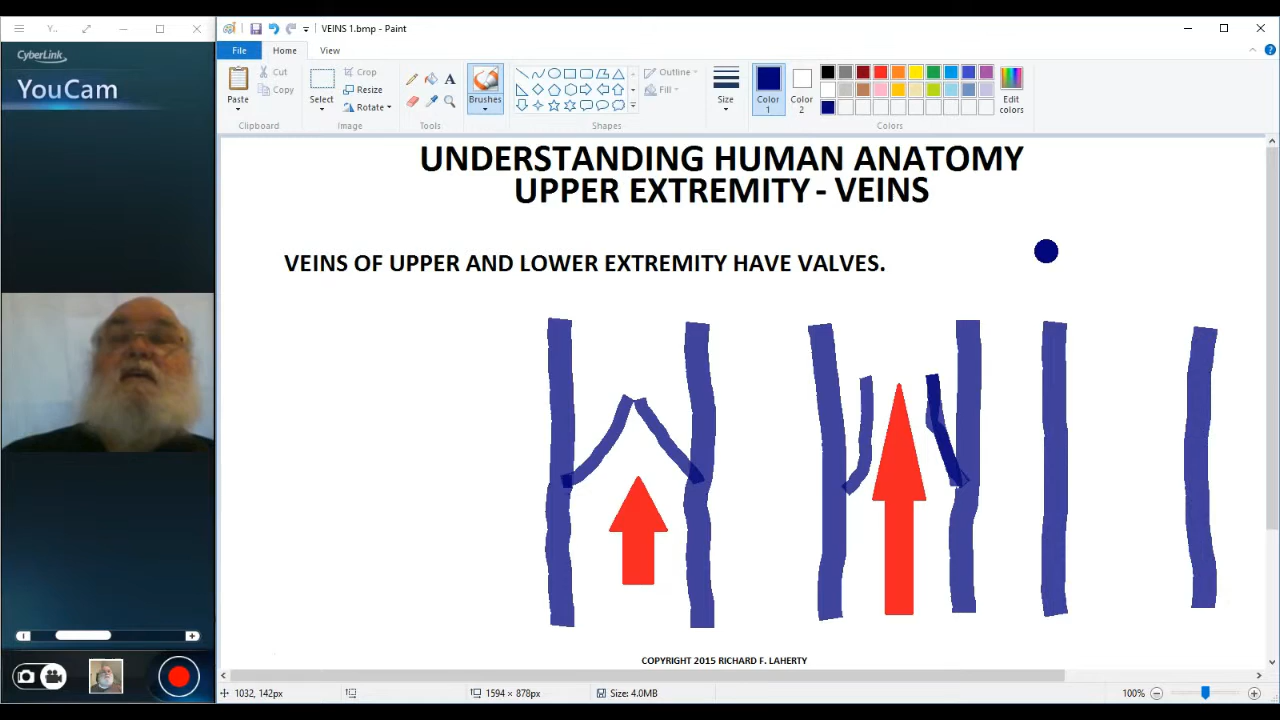 Y..
CyberLink
YouCam
VEINS 1.bmp - Paint
File
Home
View
Paste
Cut
Copy
Clipboard
Select
Crop
Resize
Rotate
Image
A
Tools
Brushes
Shapes
Outline
Fill
Size
Color
1
Color
2
Edit
colors
Colors
UNDERSTANDING HUMAN ANATOMY
UPPER EXTREMITY - VEINS
VEINS OF UPPER AND LOWER EXTREMITY HAVE VALVES.
COPYRIGHT 2015 RICHARD F. LAHERTY
1032, 142px
1594 × 878px
Size: 4.0MB
100%